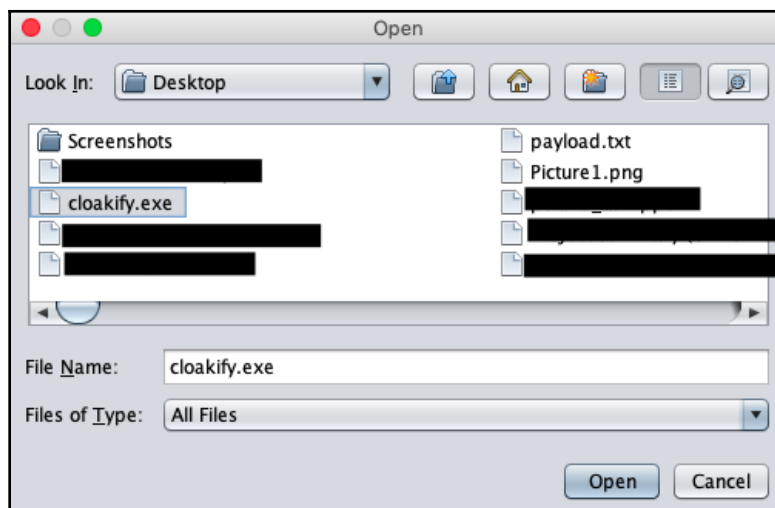 Open
Look In: Desktop
Screenshots
payload.txt
Picture1.png
cloakify.exe
File Name: cloakify.exe
Files of Type: All Files
Open
Cancel